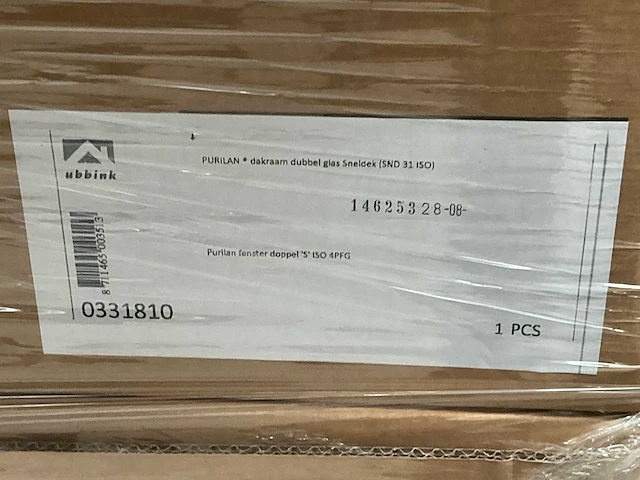 ubbink
PURILAN ® dakraam dubbel glas Sneldek (SND 31 ISO)
14625328-08-
Purilan fenster doppel 'S' ISO 4PFG
8 711465 003513
0331810
1 PCS